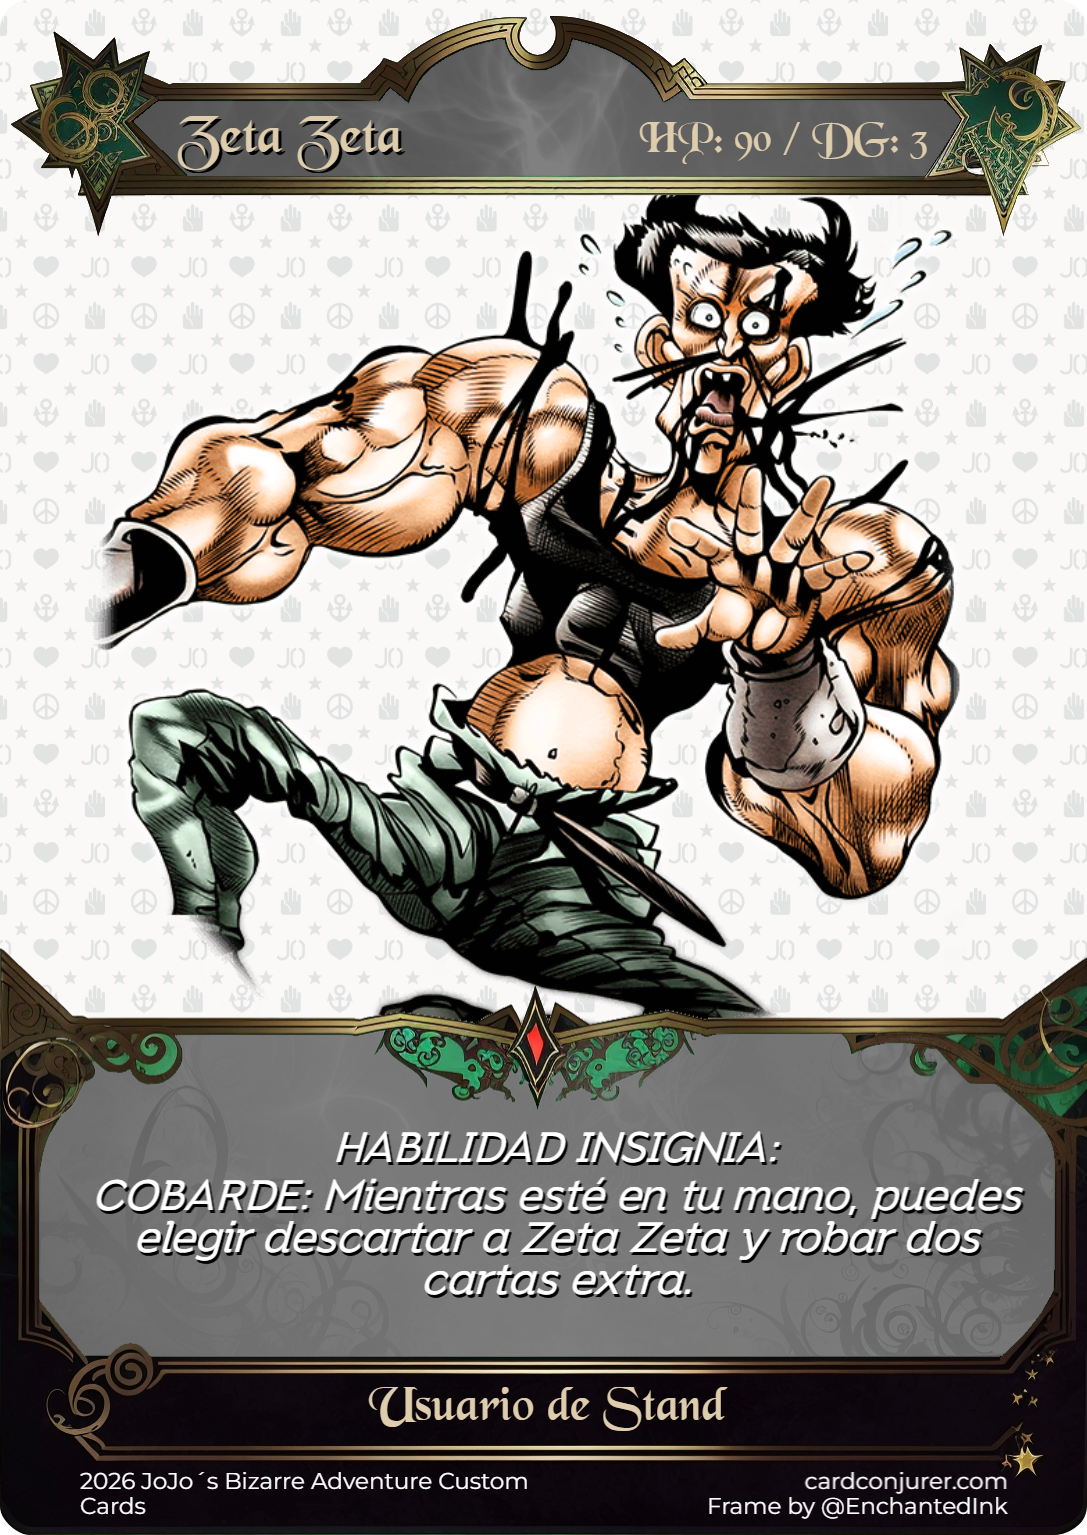 Zeta Zeta
HP: 90 / DG: 3
HABILIDAD INSIGNIA:
COBARDE: Mientras esté en tu mano, puedes
elegir descartar a Zeta Zeta y robar dos
cartas extra.
Usuario de Stand
2026 JoJo´s Bizarre Adventure Custom
Cards
cardconjurer.com
Frame by @EnchantedInk